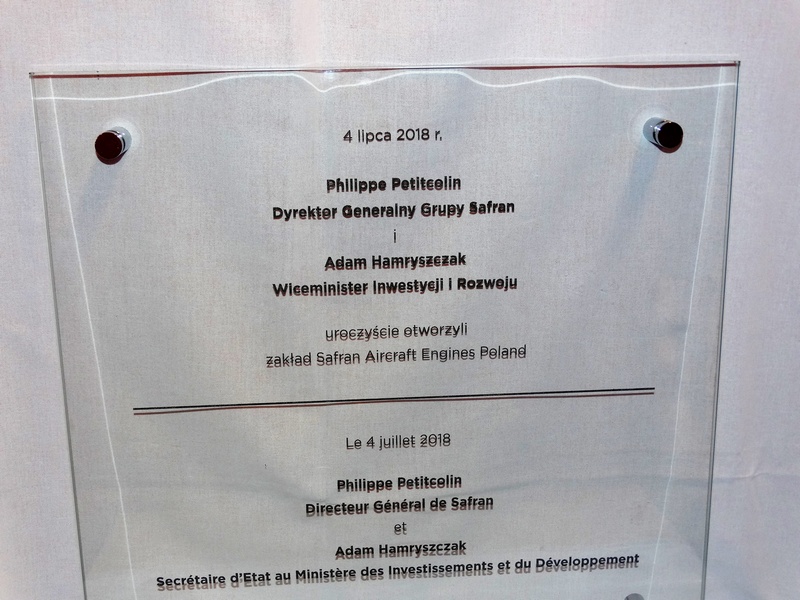 4 lipca 2018 r.
Philippe Petitcolin
Dyrektor Generalny Grupy Safran
i
Adam Hamryszczak
Wiceminister Inwestycji i Rozwoju
uroczyście otworzyli
zakład Safran Aircraft Engines Poland
Le 4 juillet 2018
Philippe Petitcolin
Directeur Général de Safran
et
Adam Hamryszczak
Secrétaire d'Etat au Ministère des Investissements et du Développement